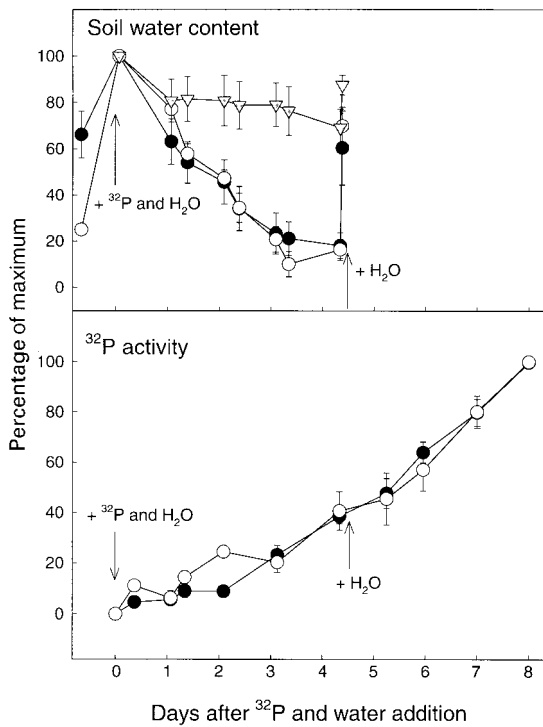 Soil water content
100
80
60
40
20
0
+ ³²P and H₂O
+ H₂O
Percentage of maximum
³²P activity
100
80
60
40
20
0
+ ³²P and H₂O
+ H₂O
0 1 2 3 4 5 6 7 8
Days after ³²P and water addition